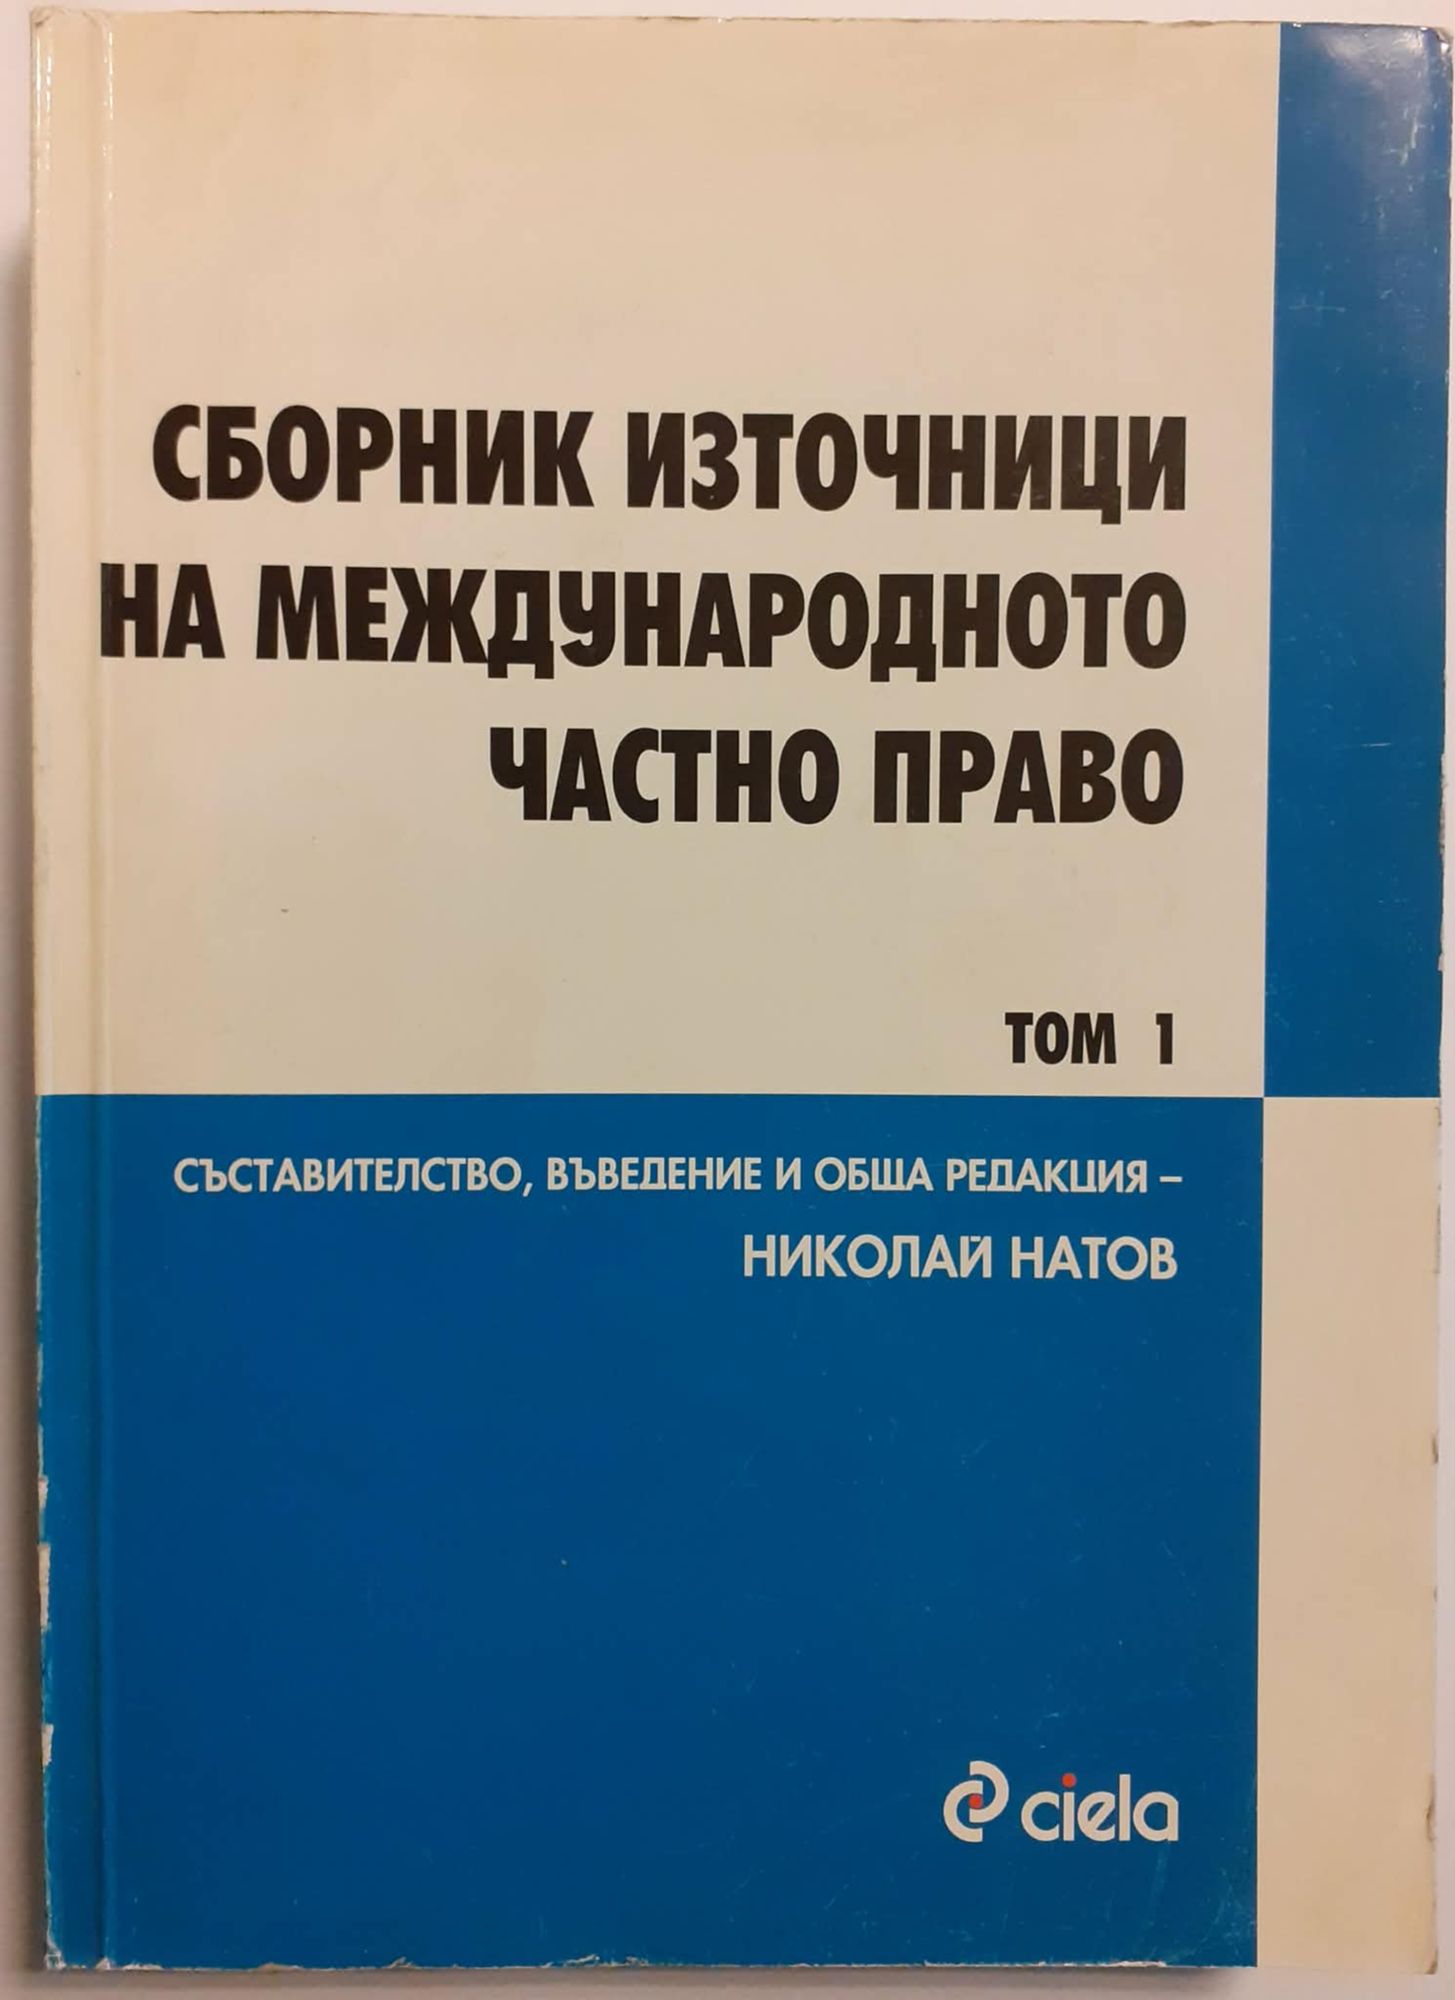 СБОРНИК ИЗТОЧНИЦИ
НА МЕЖДУНАРОДНОТО
ЧАСТНО ПРАВО
ТОМ 1
СЪСТАВИТЕЛСТВО, ВЪВЕДЕНИЕ И ОБЩА РЕДАКЦИЯ –
НИКОЛАЙ НАТОВ
ciela